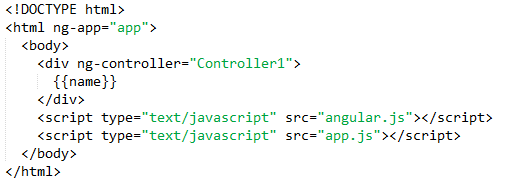 <!DOCTYPE html>
<html ng-app="app">
  <body>
    <div ng-controller="Controller1">
      {{name}}
    </div>
    <script type="text/javascript" src="angular.js"></script>
    <script type="text/javascript" src="app.js"></script>
  </body>
</html>